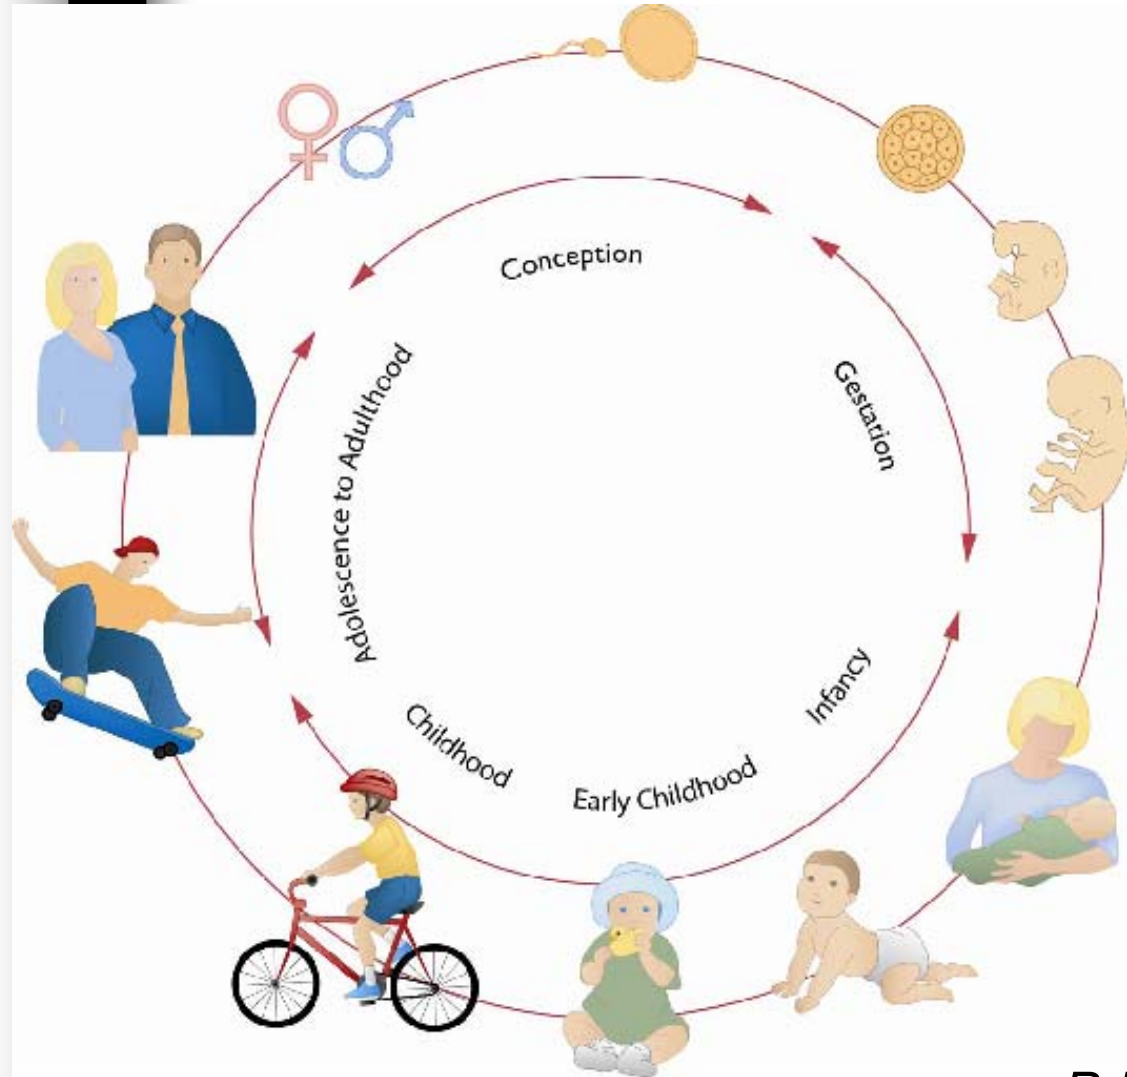 Conception
Gestation
Infancy
Early Childhood
Childhood
Adolescence to Adulthood